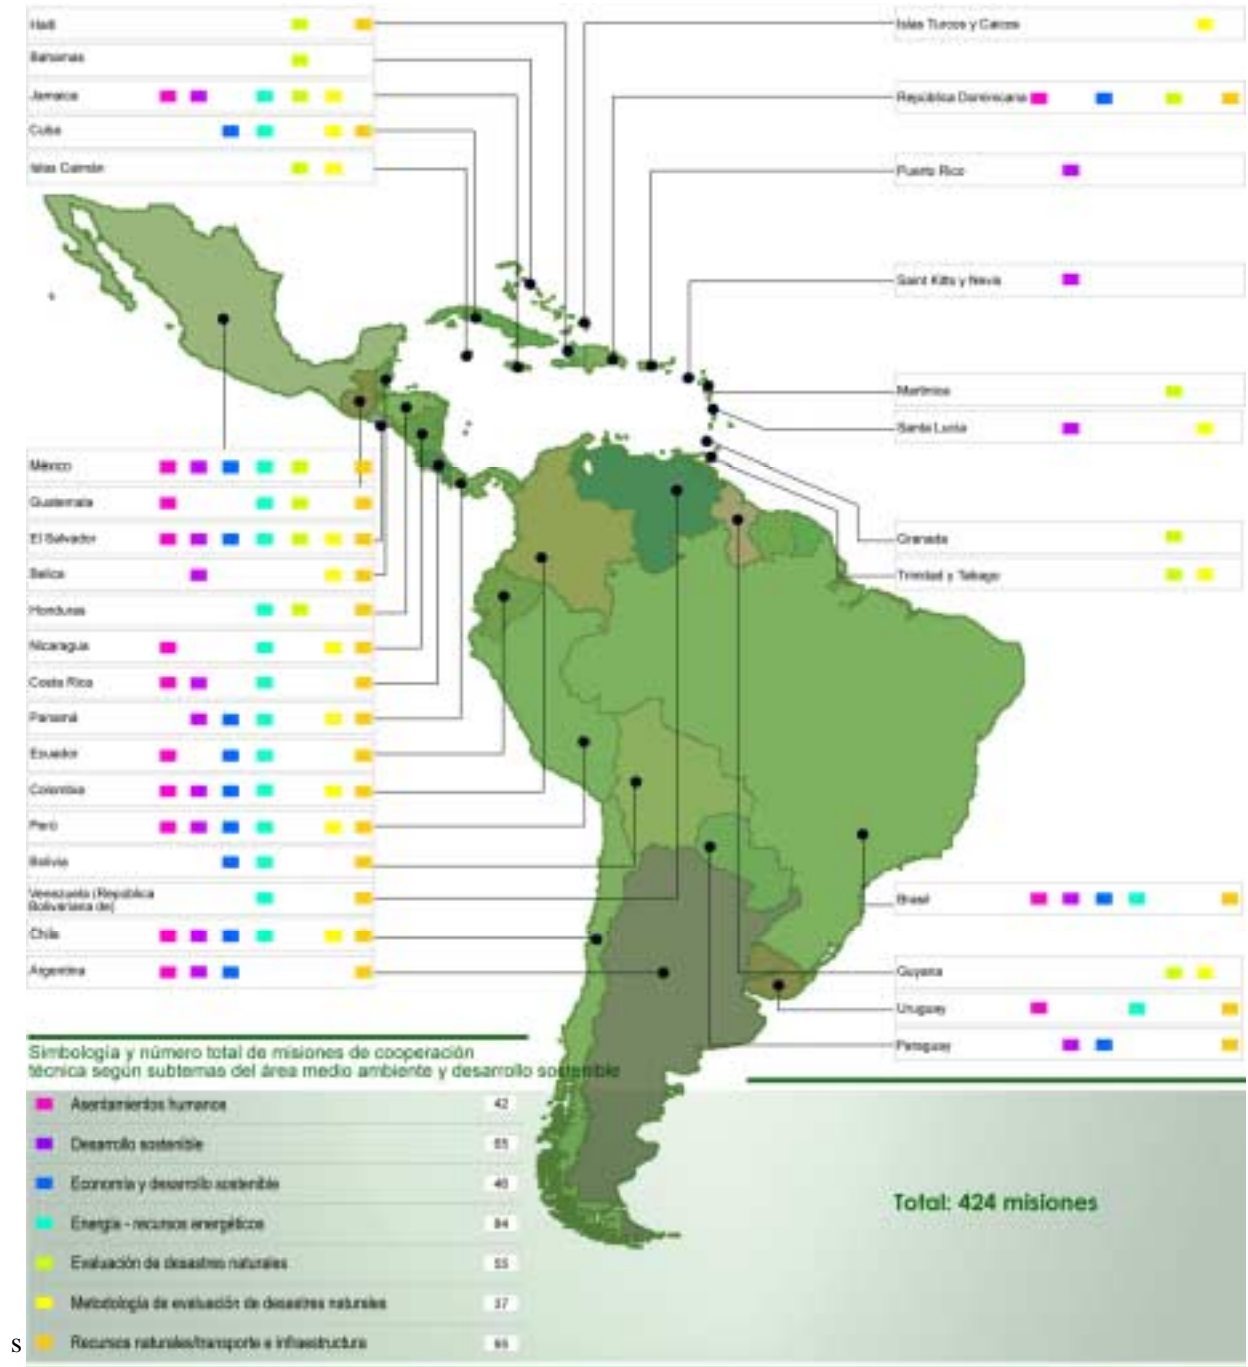 Haití
Bahamas
Jamaica
Cuba
Islas Caimán
Islas Turcos y Caicos
República Dominicana
Puerto Rico
Saint Kitts y Nevis
Martinica
Santa Lucía
Granada
Trinidad y Tabago
México
Guatemala
El Salvador
Belice
Honduras
Nicaragua
Costa Rica
Panamá
Ecuador
Colombia
Perú
Bolivia
Venezuela (República
Bolivariana de)
Chile
Argentina
Brasil
Guyana
Uruguay
Paraguay
Simbología y número total de misiones de cooperación
técnica según subtemas del área medio ambiente y desarrollo sostenible
Asentamientos humanos 42
Desarrollo sostenible
Economía y desarrollo sostenible 46
Energía - recursos energéticos
Evaluación de desastres naturales
Metodología de evaluación de desastres naturales 37
Recursos naturales/transporte e infraestructura
Total: 424 misiones
s